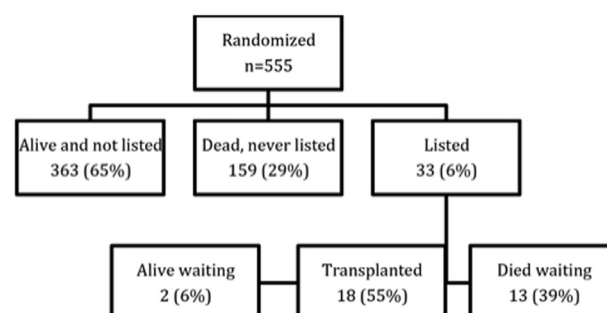 Randomized
n=555
Alive and not listed
363 (65%)
Dead, never listed
159 (29%)
Listed
33 (6%)
Alive waiting
2 (6%)
Transplanted
18 (55%)
Died waiting
13 (39%)